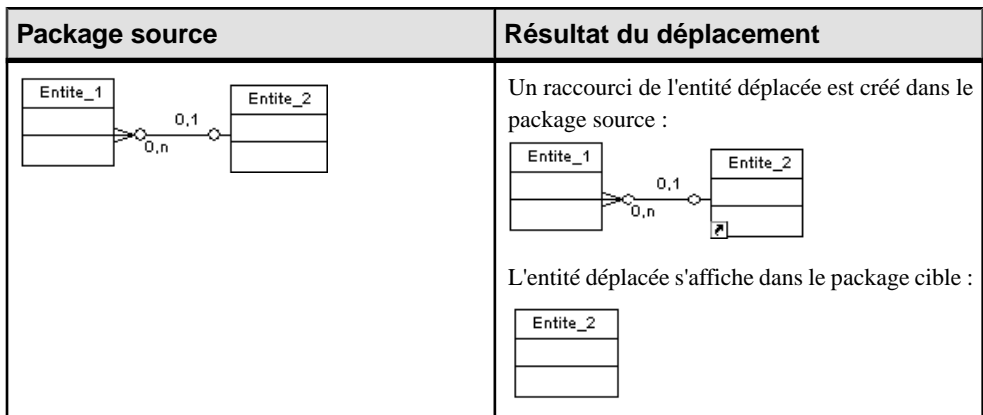 Package source
Résultat du déplacement
Entite_1
Entite_2
0,1
0,n
Un raccourci de l'entité déplacée est créé dans le
package source :
Entite_1
Entite_2
0,1
0,n
L'entité déplacée s'affiche dans le package cible :
Entite_2